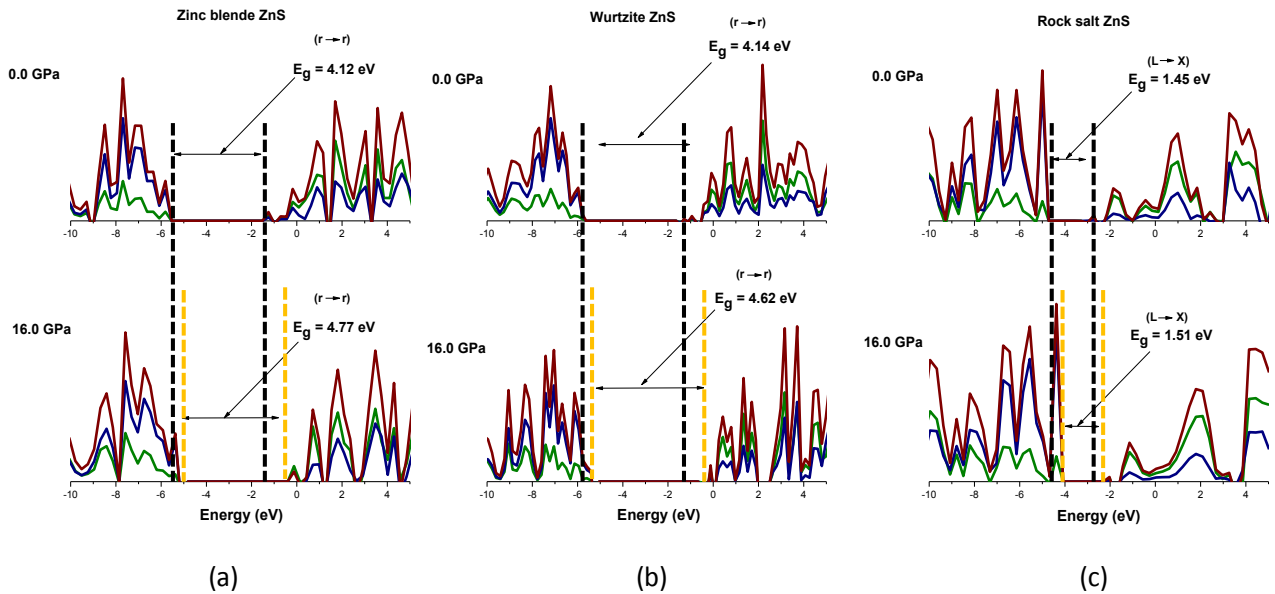 Zinc blende ZnS
(r→r)
0.0 GPa
E_g = 4.12 eV
-10 -8 -6 -4 -2 0 2 4
(r→r)
16.0 GPa
E_g = 4.77 eV
-10 -8 -6 -4 -2 0 2 4
Energy (eV)
(a)
Wurtzite ZnS
(r→r)
E_g = 4.14 eV
0.0 GPa
-10 -8 -6 -4 -2 0 2 4
(r→r)
E_g = 4.62 eV
16.0 GPa
-10 -8 -6 -4 -2 0 2 4
Energy (eV)
(b)
Rock salt ZnS
(L→X)
0.0 GPa
E_g = 1.45 eV
-10 -8 -6 -4 -2 0 2 4
(L→X)
E_g = 1.51 eV
16.0 GPa
-10 -8 -6 -4 -2 0 2 4
Energy (eV)
(c)